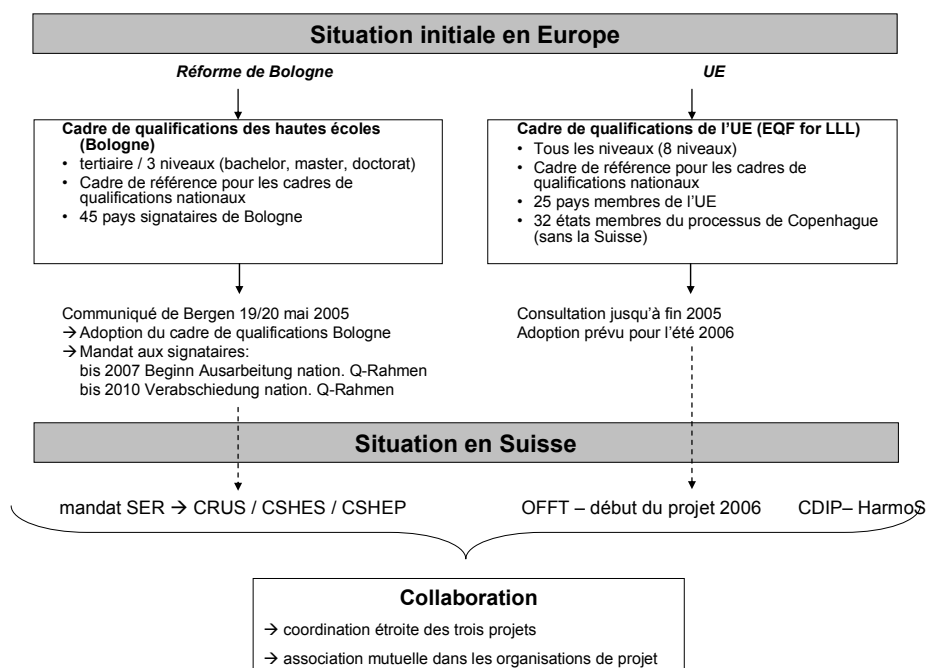 Situation initiale en Europe
Réforme de Bologne
Cadre de qualifications des hautes écoles
(Bologne)
• tertiaire / 3 niveaux (bachelor, master, doctorat)
• Cadre de référence pour les cadres de
qualifications nationaux
• 45 pays signataires de Bologne
Communiqué de Bergen 19/20 mai 2005
→ Adoption du cadre de qualifications Bologne
→ Mandat aux signataires:
bis 2007 Beginn Ausarbeitung nation. Q-Rahmen
bis 2010 Verabschiedung nation. Q-Rahmen
UE
Cadre de qualifications de l'UE (EQF for LLL)
• Tous les niveaux (8 niveaux)
• Cadre de référence pour les cadres de
qualifications nationaux
• 25 pays membres de l'UE
• 32 états membres du processus de Copenhague
(sans la Suisse)
Consultation jusqu'à fin 2005
Adoption prévu pour l'été 2006
Situation en Suisse
mandat SER → CRUS / CSHES / CSHEP
OFFT – début du projet 2006
CDIP– HarmoS
Collaboration
→ coordination étroite des trois projets
→ association mutuelle dans les organisations de projet